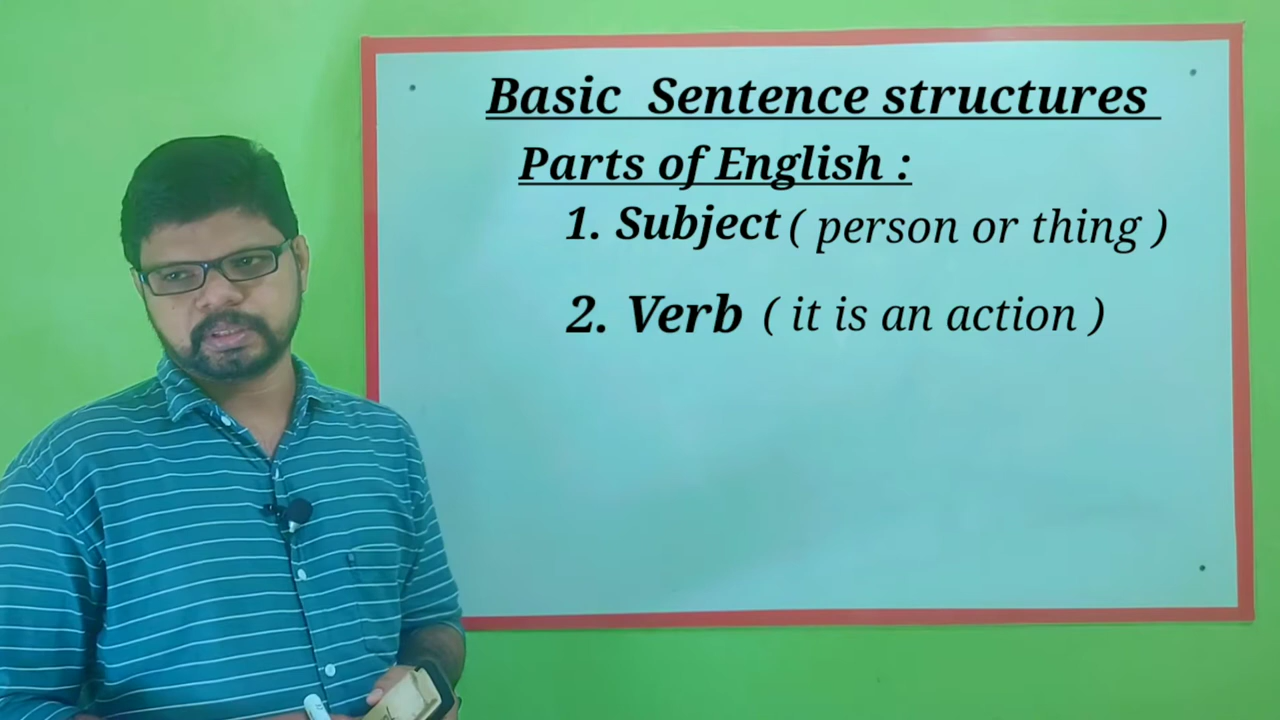 Basic Sentence structures
Parts of English :
1. Subject ( person or thing )
2. Verb ( it is an action )